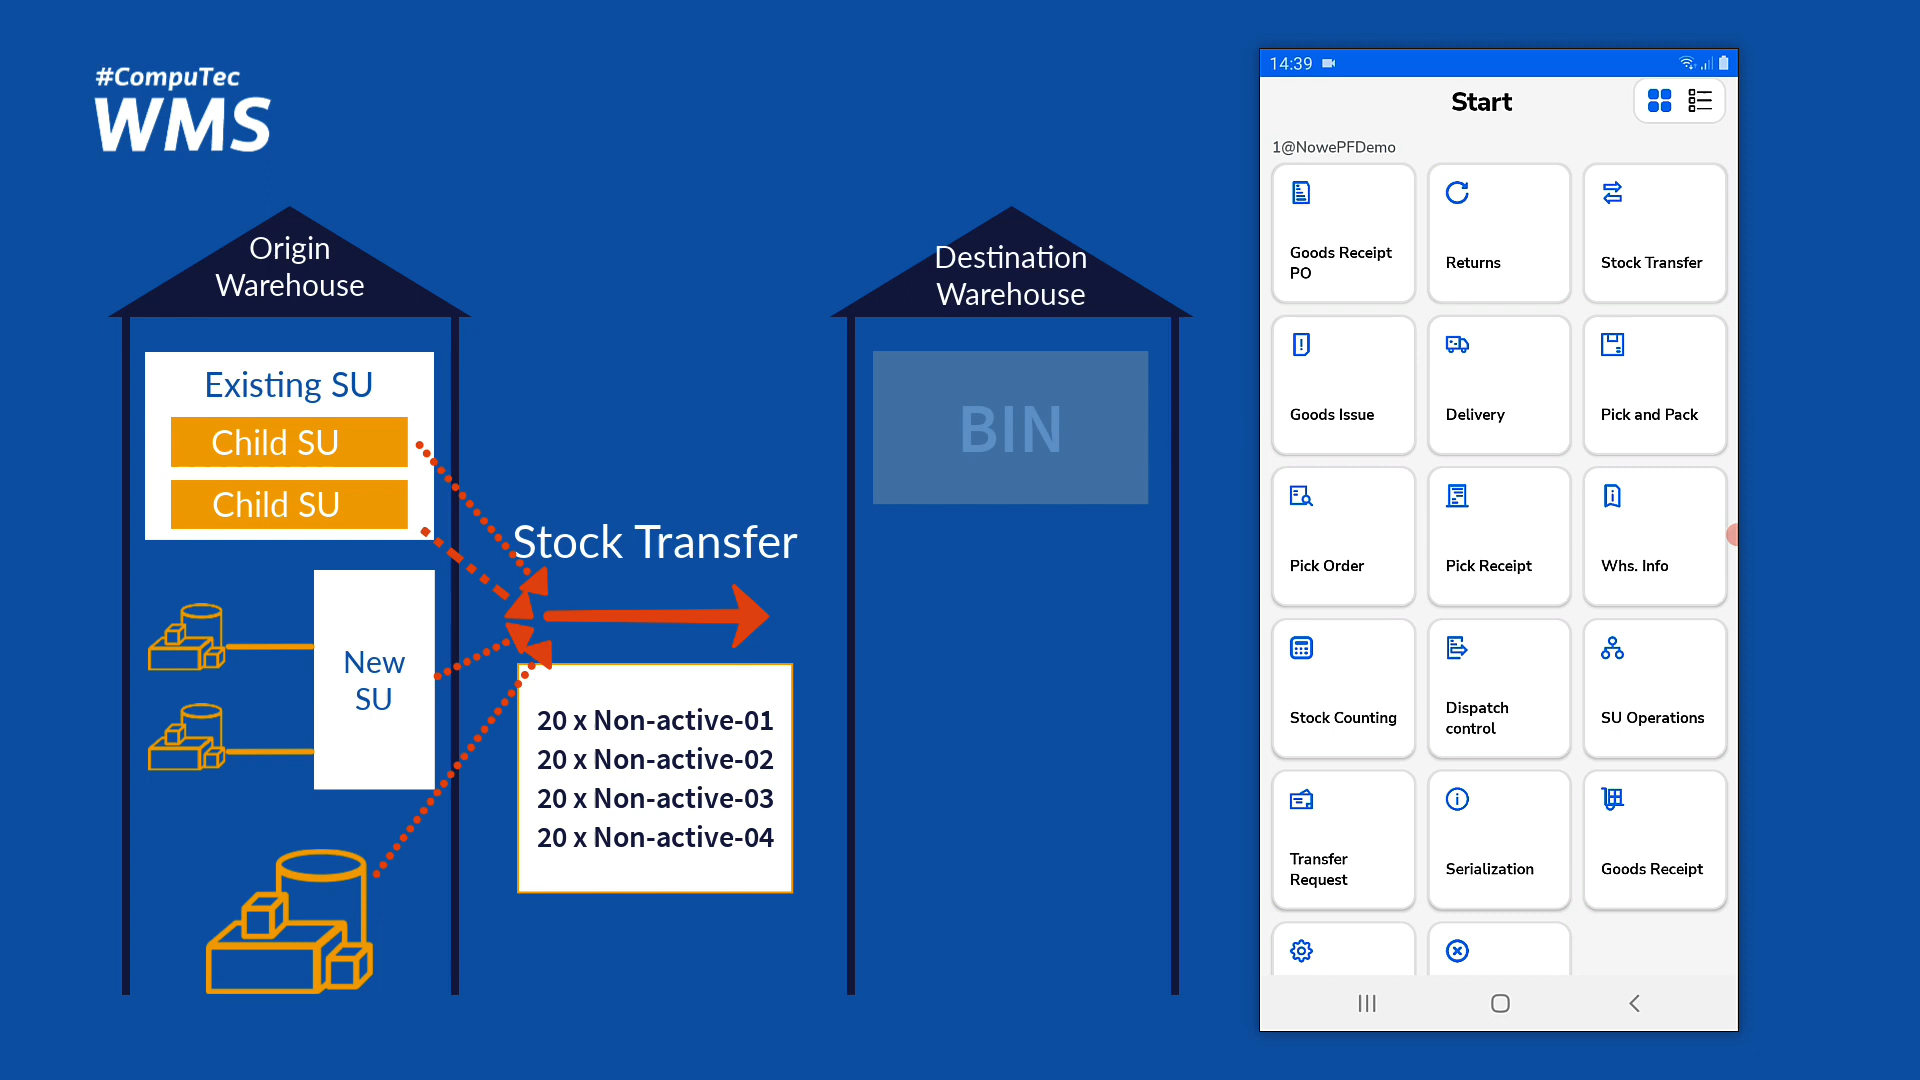 #CompuTec
WMS
Origin
Warehouse
Existing SU
Child SU
Child SU
New
SU
Stock Transfer
20 x Non-active-01
20 x Non-active-02
20 x Non-active-03
20 x Non-active-04
Destination
Warehouse
BIN
14:39
Start
1@NowePFDemo
Goods Receipt
PO
Returns
Stock Transfer
Goods Issue
Delivery
Pick and Pack
Pick Order
Pick Receipt
Whs. Info
Stock Counting
Dispatch
control
SU Operations
Transfer
Request
Serialization
Goods Receipt